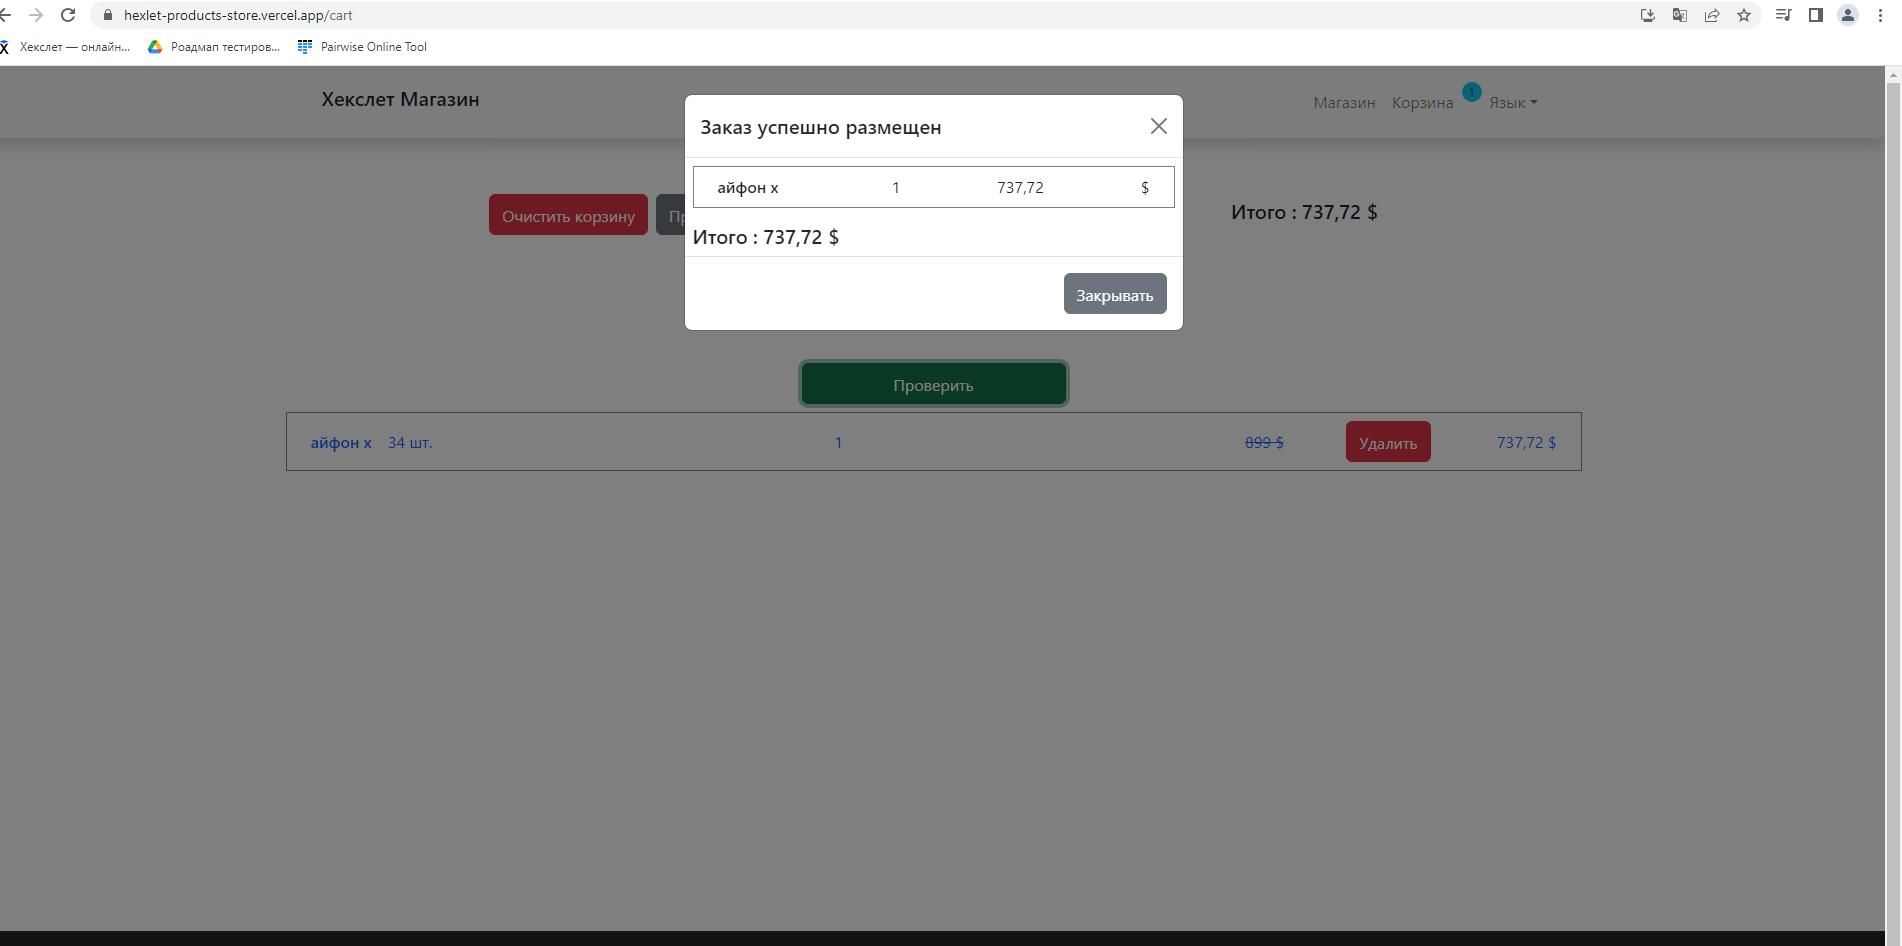 hexlet-products-store.vercel.app/cart
Хекслет — онлайн...
Роадмап тестиров...
Pairwise Online Tool
Хекслет Магазин
Магазин Корзина 1 Язык
Заказ успешно размещен
айфон х 1 737,72 $
Итого : 737,72 $
Закрывать
Очистить корзину
Пр
Итого : 737,72 $
Проверить
айфон х 34 шт. 1 899 $ Удалить 737,72 $